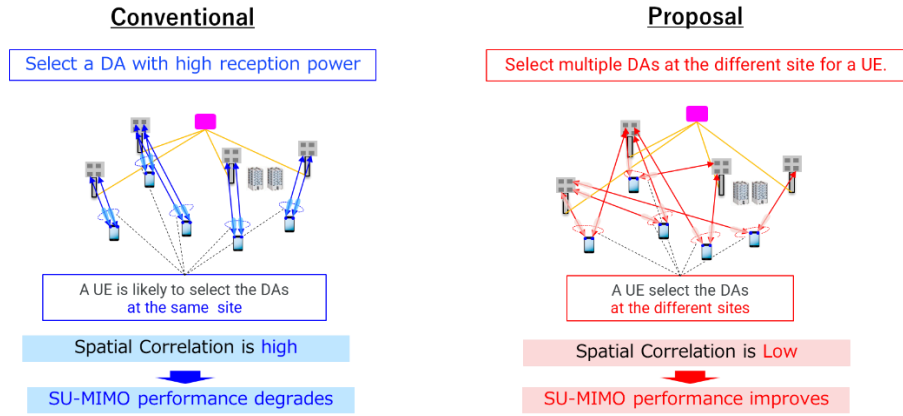 Conventional
Select a DA with high reception power
A UE is likely to select the DAs
at the same site
Spatial Correlation is high
SU-MIMO performance degrades
Proposal
Select multiple DAs at the different site for a UE.
A UE select the DAs
at the different sites
Spatial Correlation is Low
SU-MIMO performance improves